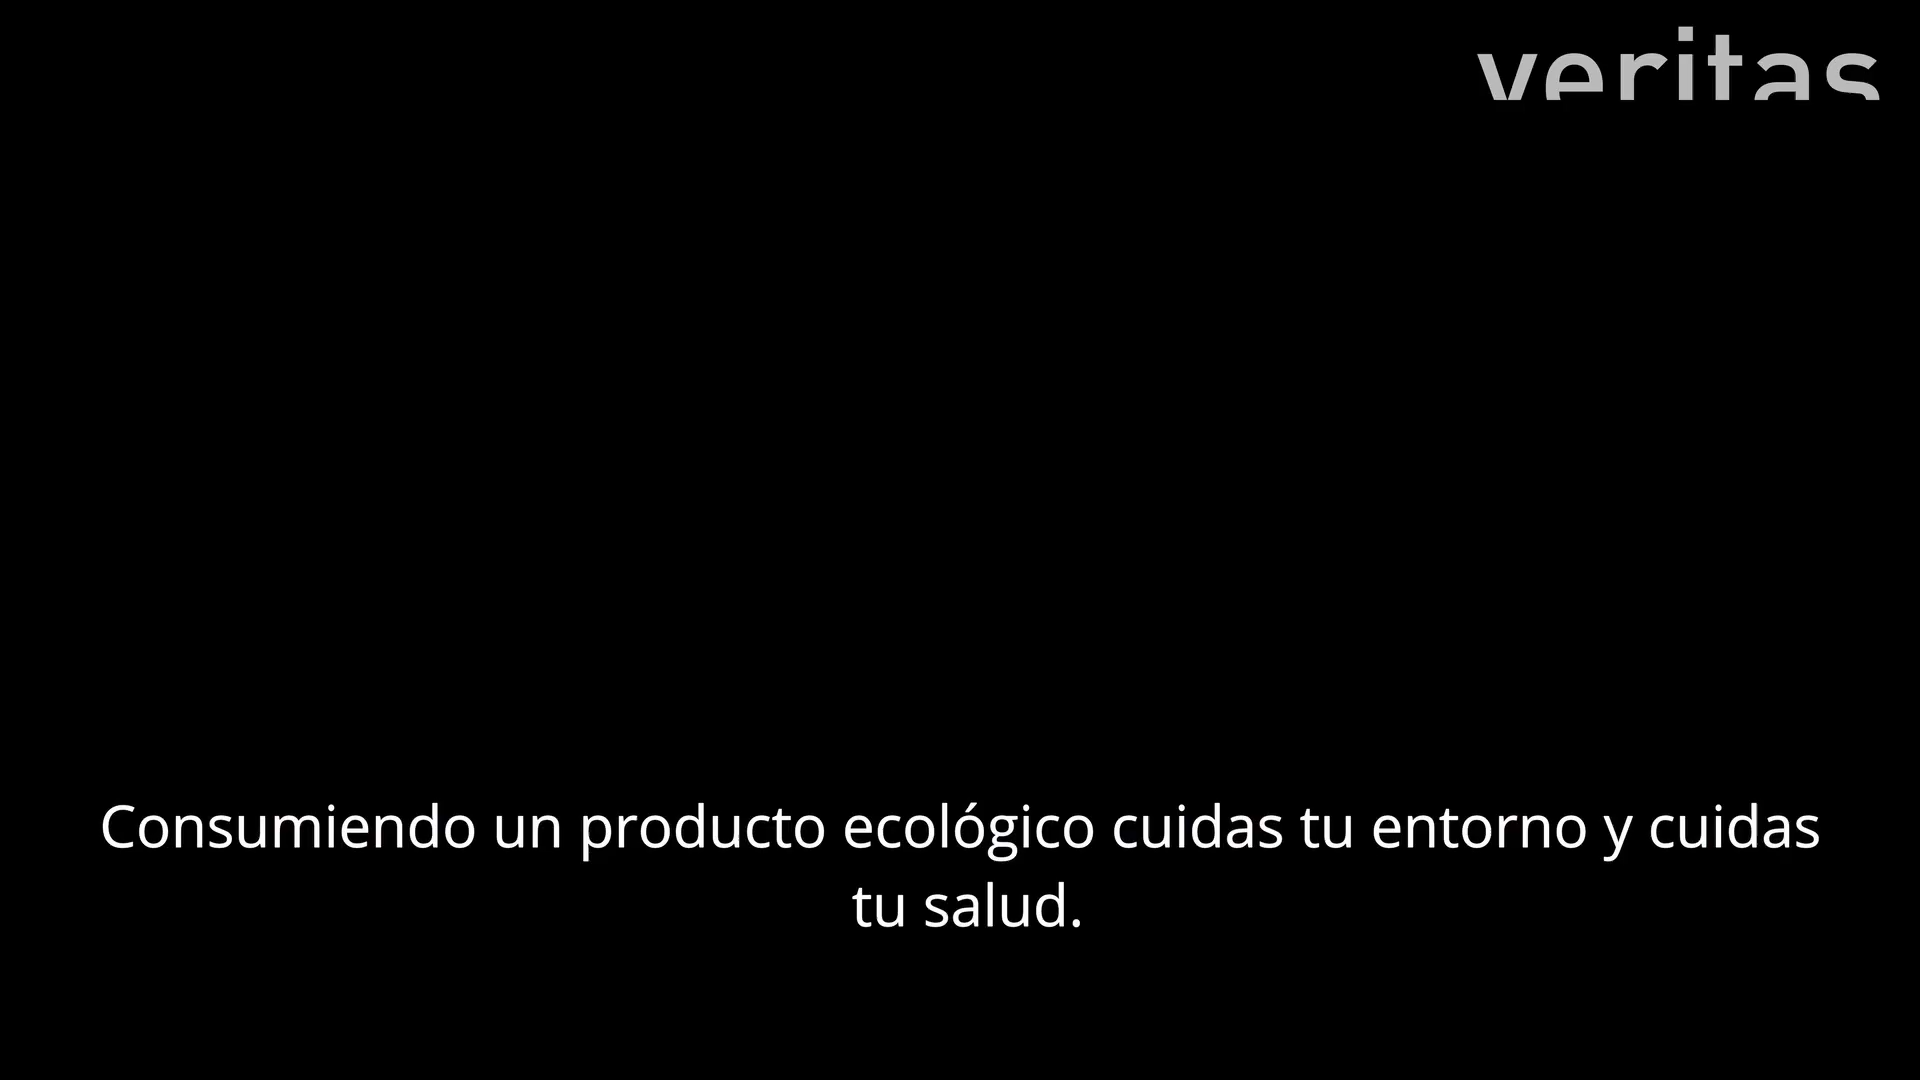 veritas
Consumiendo un producto ecológico cuidas tu entorno y cuidas
tu salud.